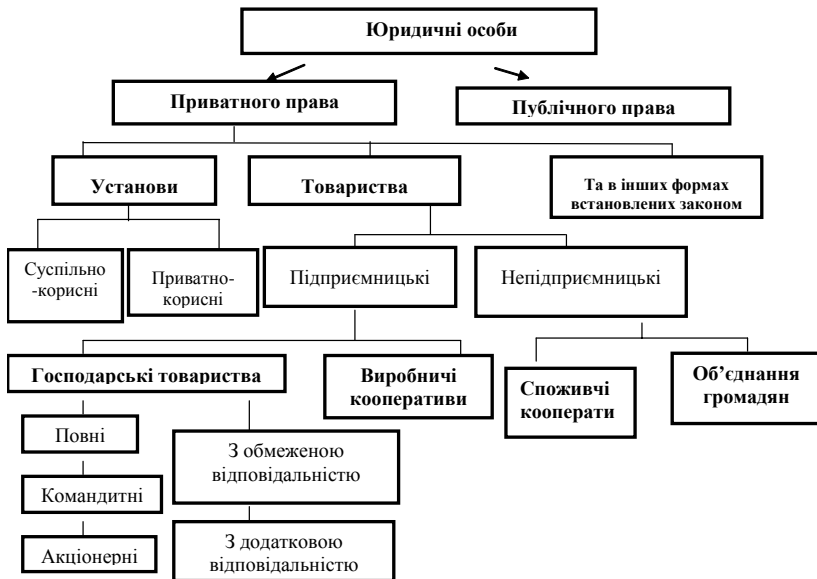 Юридичні особи
Приватного права
Публічного права
Установи
Товариства
Та в інших формах
встановлених законом
Суспільно
-корисні
Приватно-
корисні
Підприємницькі
Непідприємницькі
Господарські товариства
Виробничі
кооперативи
Споживчі
кооперати
Об’єднання
громадян
Повні
З обмеженою
відповідальністю
Командитні
Акціонерні
З додатковою
відповідальністю